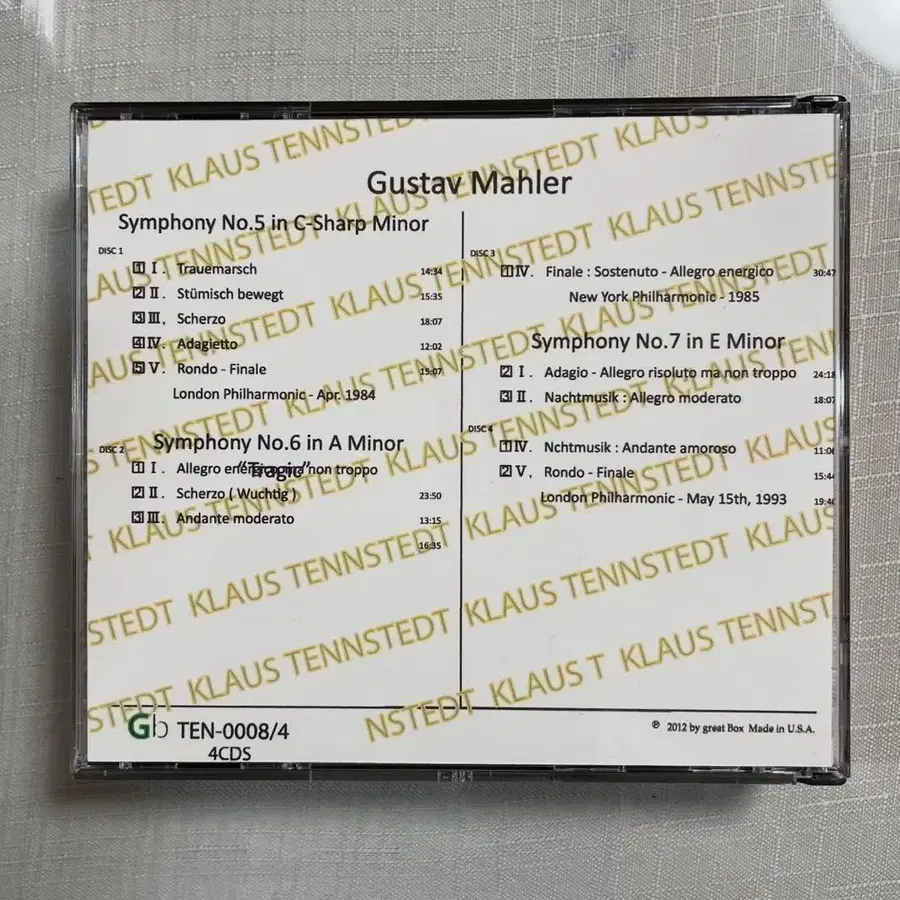 KLAUS TENNSTEDT
Gustav Mahler
Symphony No.5 in C-Sharp Minor
DISC 1
1 I. Trauemarsch 14:34
2 II. Stümisch bewegt 15:35
3 III. Scherzo 18:07
4 IV. Adagietto 12:02
5 V. Rondo - Finale 15:07
London Philharmonic - Apr. 1984
DISC 2
Symphony No.6 in A Minor
"Tragic"
1 I. Allegro energico ma non troppo
2 II. Scherzo ( Wuchtig ) 23:50
3 III. Andante moderato 13:15
16:35
DISC 3
1 IV. Finale : Sostenuto - Allegro energico 30:47
New York Philharmonic - 1985
Symphony No.7 in E Minor
2 I. Adagio - Allegro risoluto ma non troppo 24:18
3 II. Nachtmusik : Allegro moderato 18:07
DISC 4
1 IV. Nchtmusik : Andante amoroso 11:06
2 V. Rondo - Finale 15:44
London Philharmonic - May 15th, 1993 19:40
Gb TEN-0008/4
4CDS
℗ 2012 by great Box Made in U.S.A.